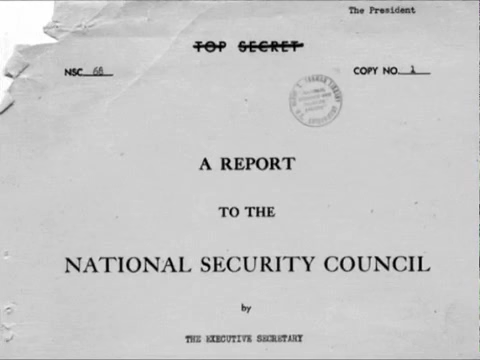 The President
TOP SECRET
NSC 68
COPY NO. 1
A REPORT
TO THE
NATIONAL SECURITY COUNCIL
by
THE EXECUTIVE SECRETARY